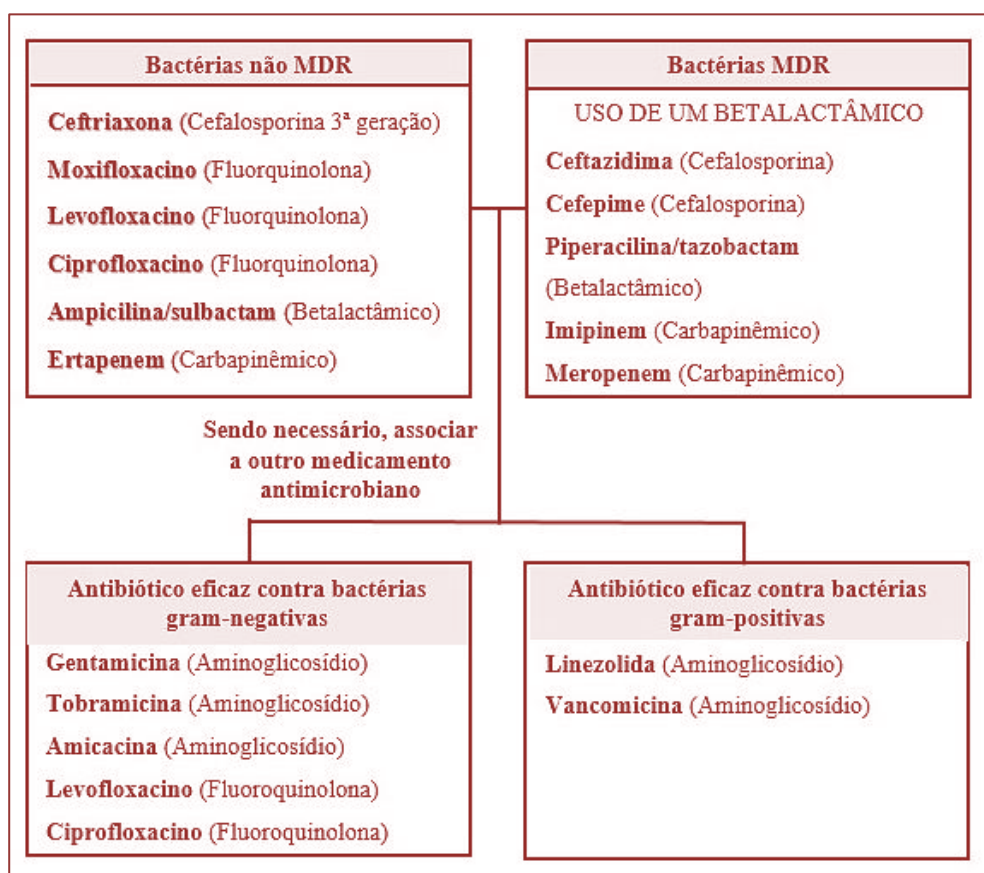 Bactérias não MDR
Ceftriaxona (Cefalosporina 3ª geração)
Moxifloxacino (Fluorquinolona)
Levofloxacino (Fluorquinolona)
Ciprofloxacino (Fluorquinolona)
Ampicilina/sulbactam (Betalactâmico)
Ertapenem (Carbapinêmico)
Bactérias MDR
USO DE UM BETALACTÂMICO
Ceftazidima (Cefalosporina)
Cefepime (Cefalosporina)
Piperacilina/tazobactam
(Betalactâmico)
Imipinem (Carbapinêmico)
Meropenem (Carbapinêmico)
Sendo necessário, associar
a outro medicamento
antimicrobiano
Antibiótico eficaz contra bactérias
gram-negativas
Gentamicina (Aminoglicosídio)
Tobramicina (Aminoglicosídio)
Amicacina (Aminoglicosídio)
Levofloxacino (Fluoroquinolona)
Ciprofloxacino (Fluoroquinolona)
Antibiótico eficaz contra bactérias
gram-positivas
Linezolida (Aminoglicosídio)
Vancomicina (Aminoglicosídio)